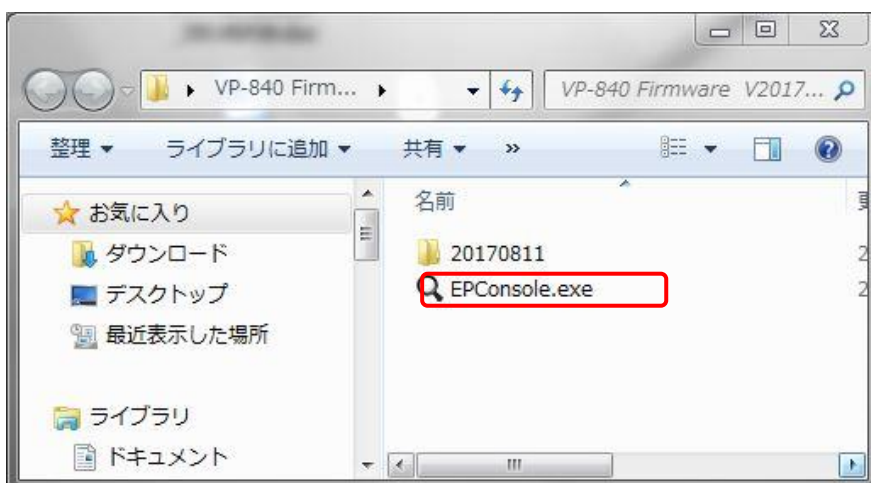 VP-840 Firm...
VP-840 Firmware V2017...
整理 ライブラリに追加 共有 »
お気に入り
ダウンロード
デスクトップ
最近表示した場所
ライブラリ
ドキュメント
名前
20170811
EPConsole.exe